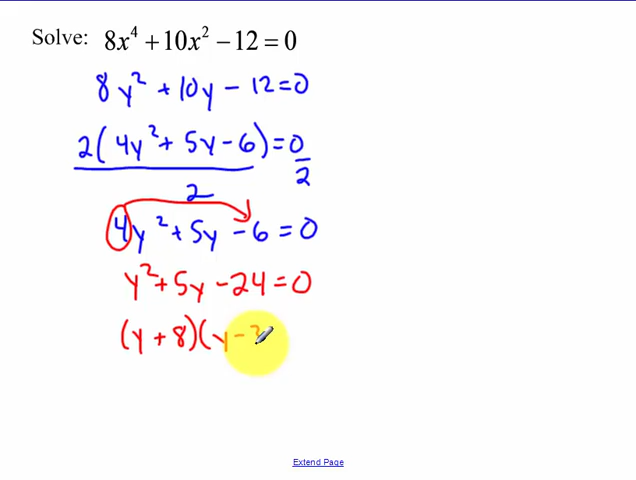 Solve: 8x⁴ + 10x² − 12 = 0
8y² + 10y − 12 = 0
2(4y² + 5y − 6) = 0
2 2
4y² + 5y − 6 = 0
y² + 5y − 24 = 0
(y + 8)(y −
Extend Page